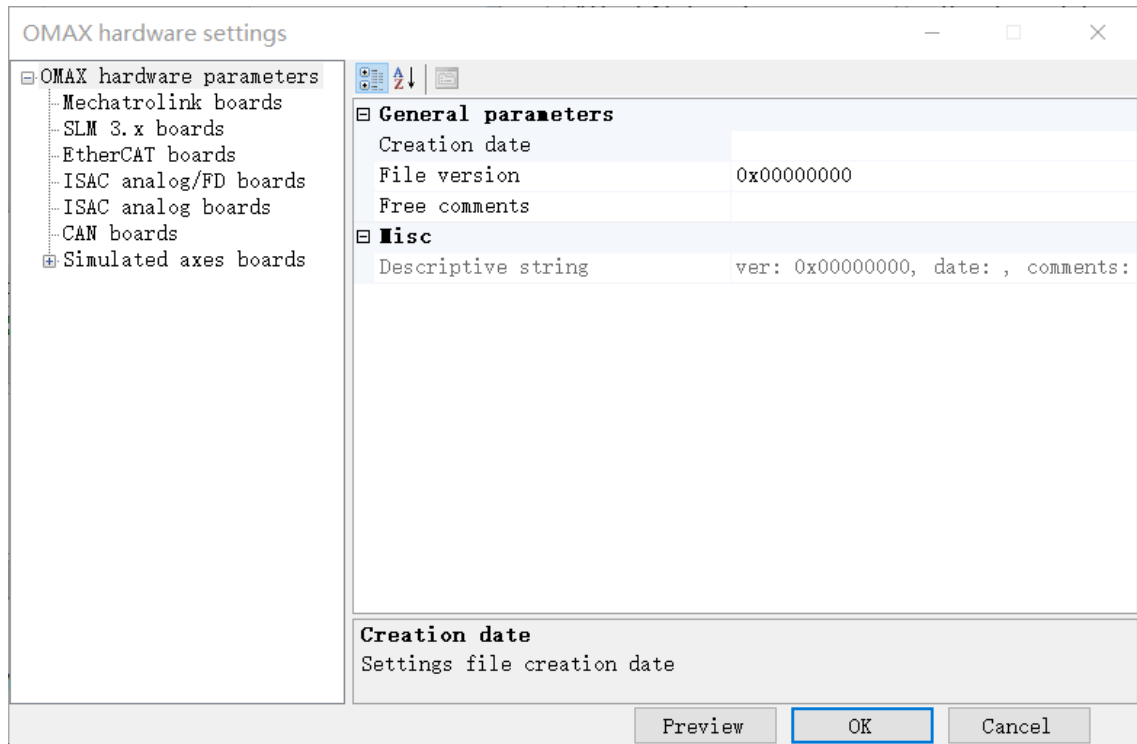 OMAX hardware settings
OMAX hardware parameters
Mechatrolink boards
SLM 3.x boards
EtherCAT boards
ISAC analog/FD boards
ISAC analog boards
CAN boards
Simulated axes boards
General parameters
Creation date
File version 0x00000000
Free comments
Misc
Descriptive string ver: 0x00000000, date: , comments:
Creation date
Settings file creation date
Preview OK Cancel